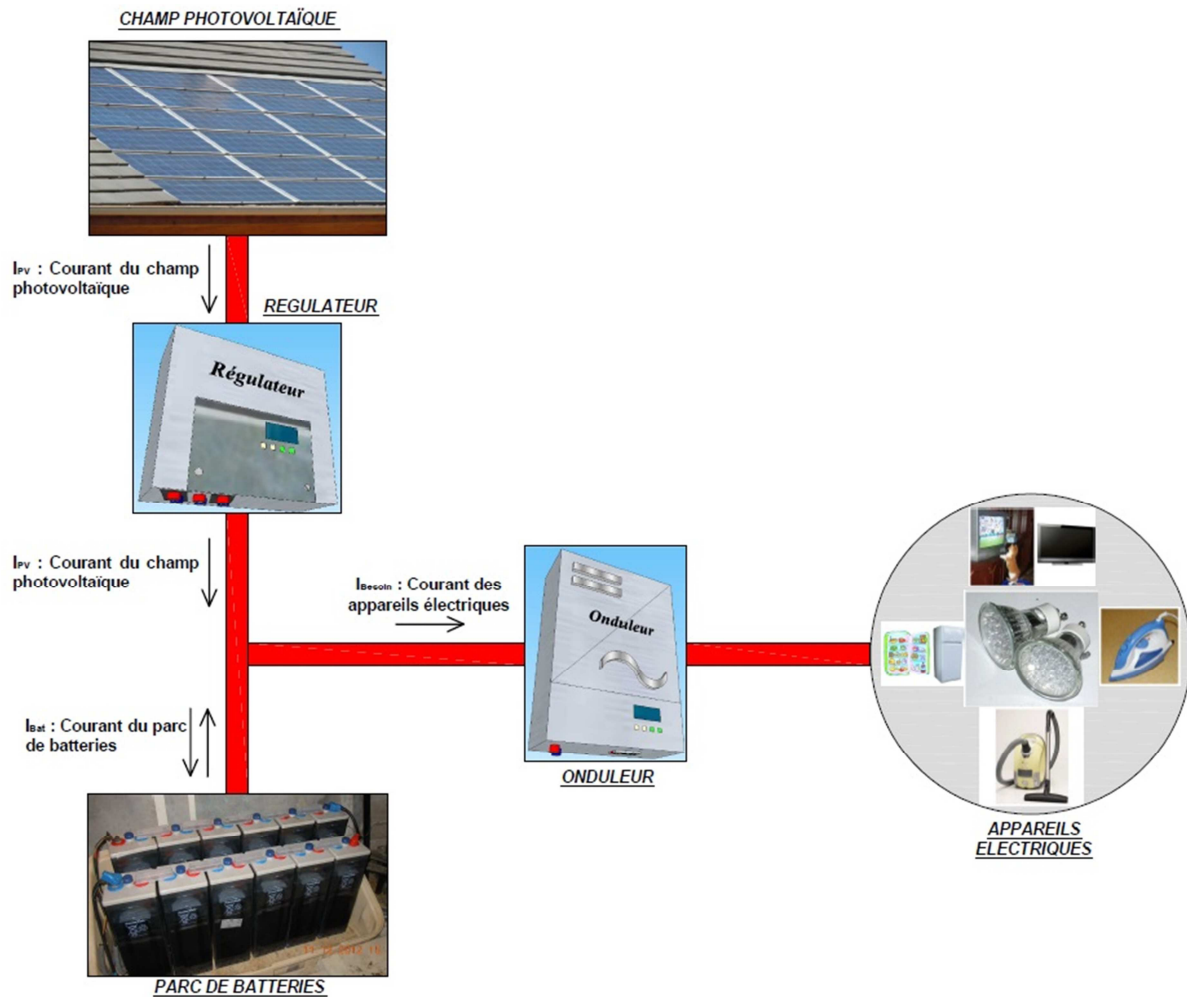 CHAMP PHOTOVOLTAÏQUE
IPV : Courant du champ
photovoltaïque
REGULATEUR
Régulateur
IPV : Courant du champ
photovoltaïque
IBesoin : Courant des
appareils électriques
Onduleur
IBat : Courant du parc
de batteries
ONDULEUR
APPAREILS
ELECTRIQUES
PARC DE BATTERIES